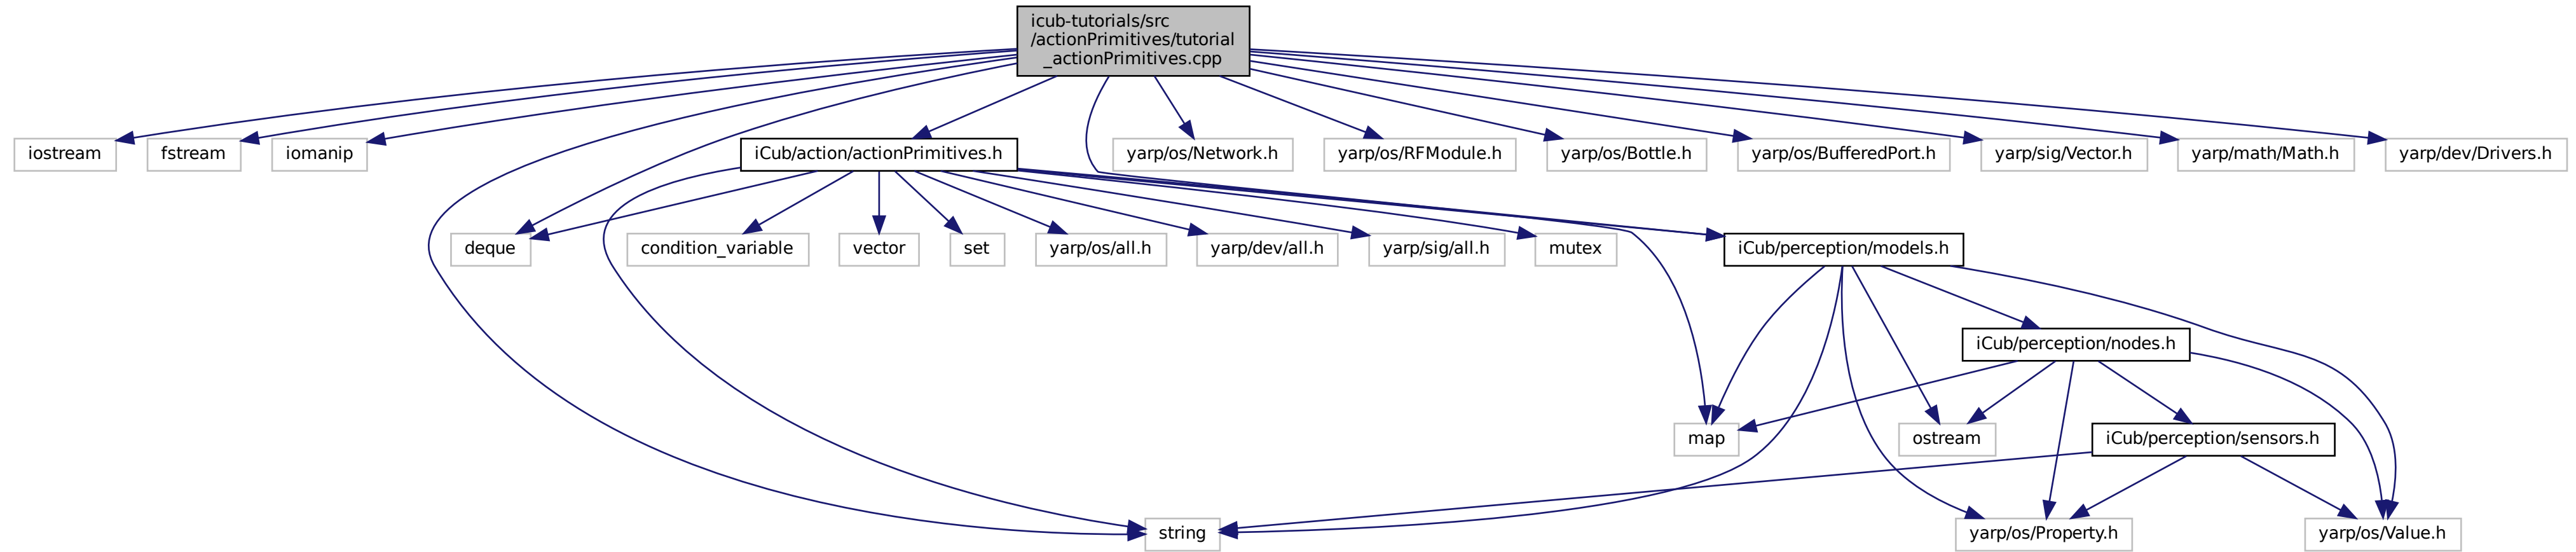 icub-tutorials/src
/actionPrimitives/tutorial
_actionPrimitives.cpp
iostream
fstream
iomanip
iCub/action/actionPrimitives.h
yarp/os/Network.h
yarp/os/RFModule.h
yarp/os/Bottle.h
yarp/os/BufferedPort.h
yarp/sig/Vector.h
yarp/math/Math.h
yarp/dev/Drivers.h
deque
condition_variable
vector
set
yarp/os/all.h
yarp/dev/all.h
yarp/sig/all.h
mutex
iCub/perception/models.h
iCub/perception/nodes.h
map
ostream
iCub/perception/sensors.h
string
yarp/os/Property.h
yarp/os/Value.h